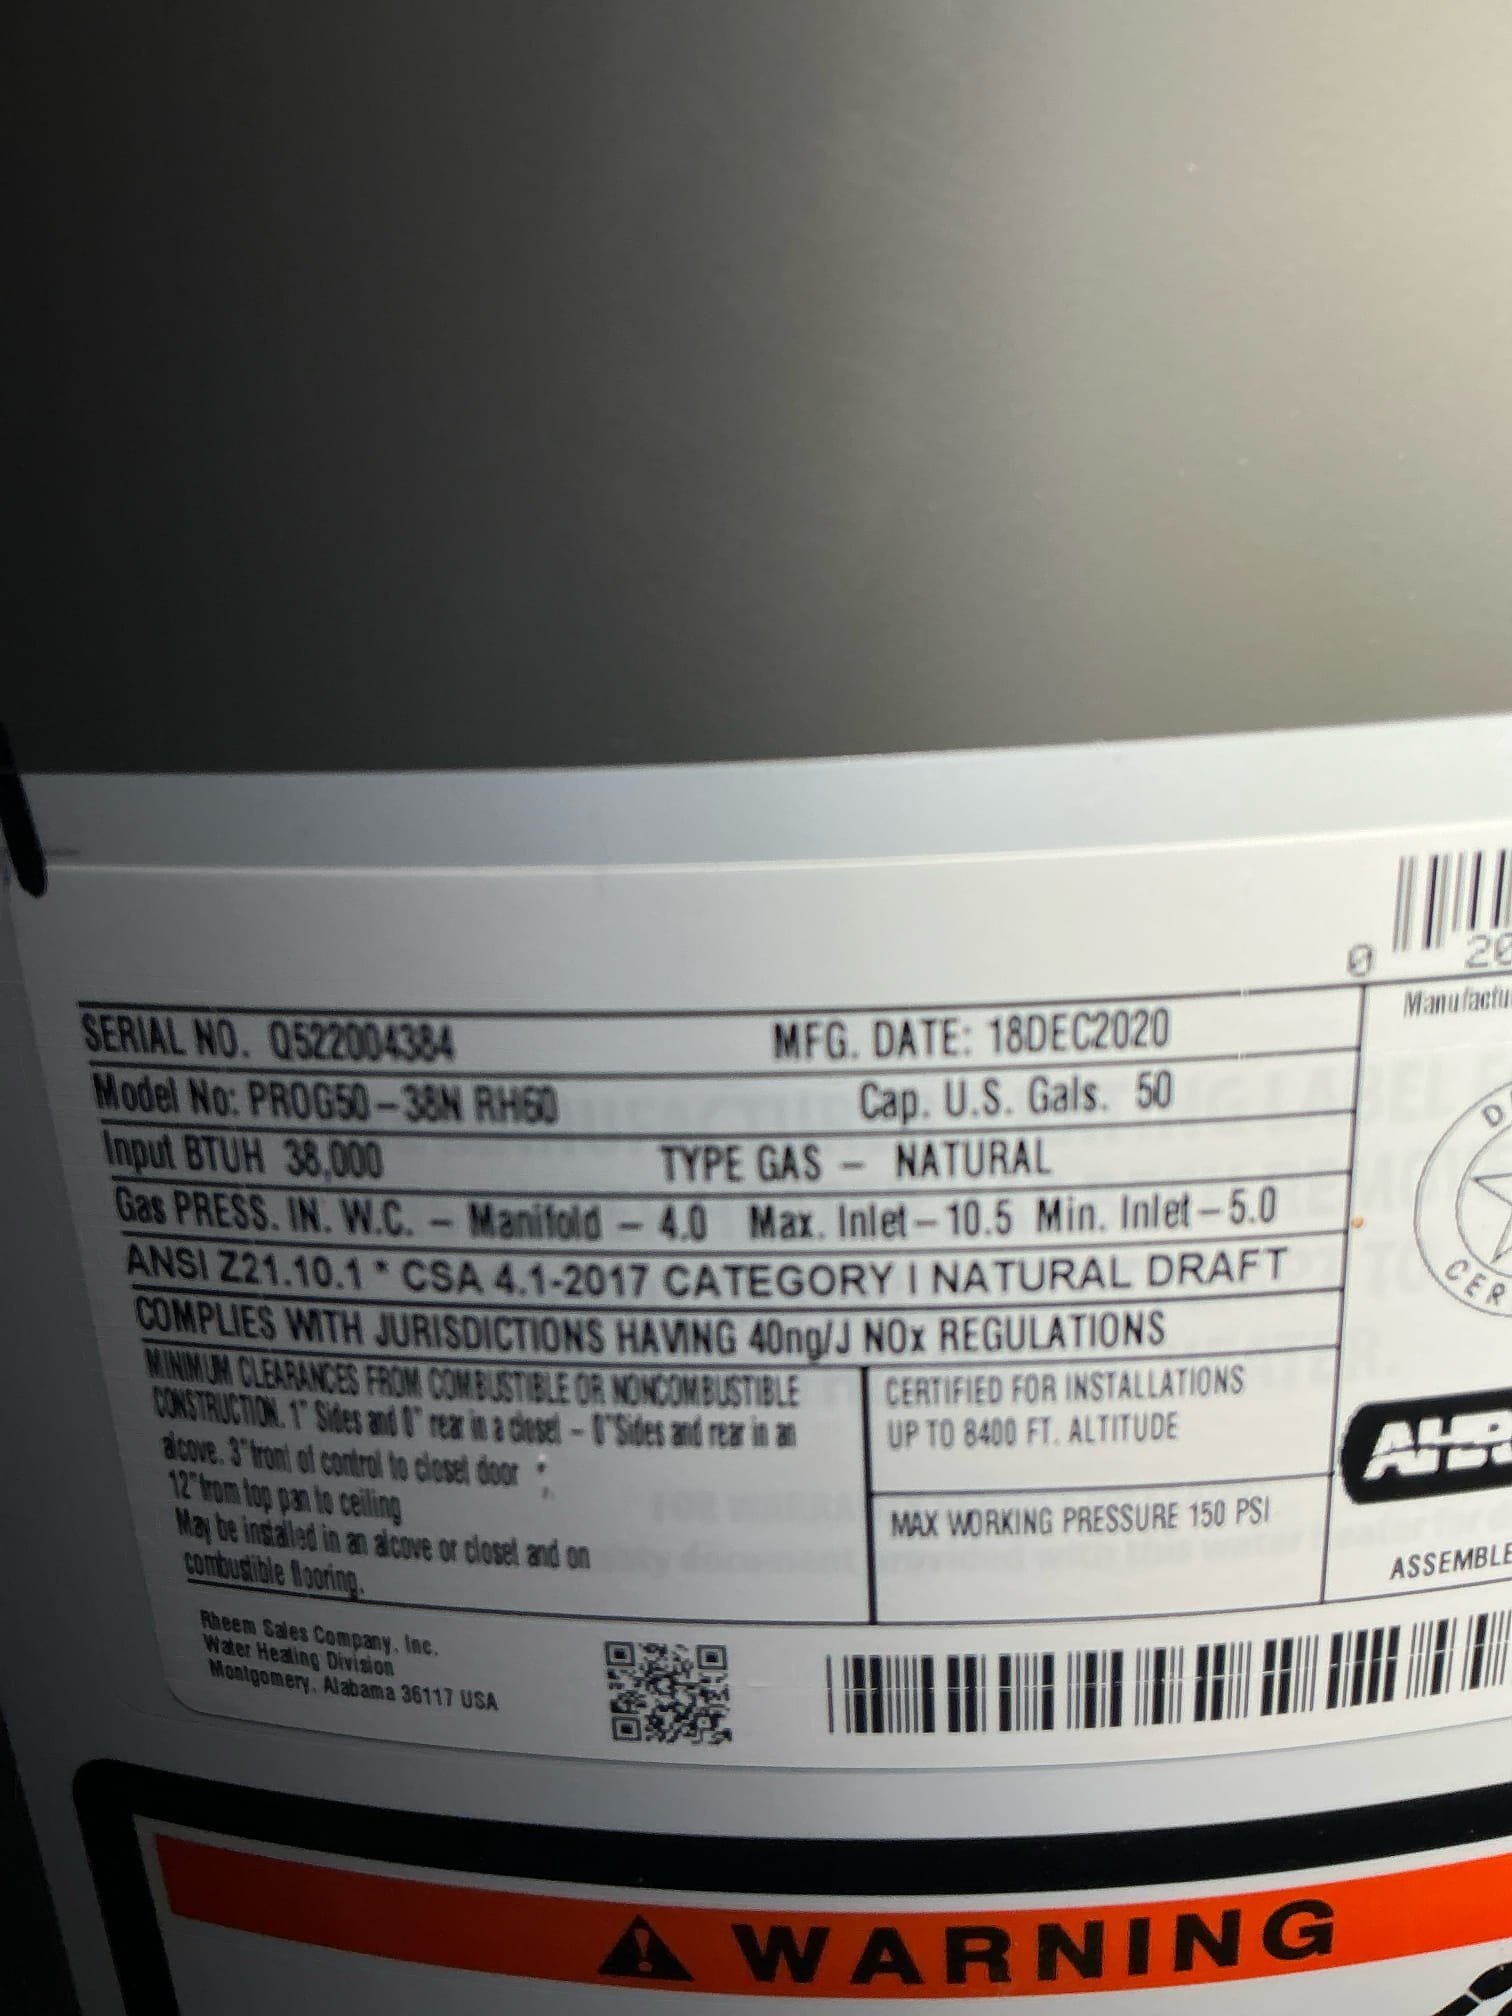 0 20
SERIAL NO. Q522004384 MFG. DATE: 18DEC2020
Model No: PROG50-38N RH60 Cap. U.S. Gals. 50
Input BTUH 38,000 TYPE GAS - NATURAL
Gas PRESS. IN. W.C. - Manifold - 4.0 Max. Inlet-10.5 Min. Inlet-5.0
ANSI Z21.10.1 * CSA 4.1-2017 CATEGORY I NATURAL DRAFT
COMPLIES WITH JURISDICTIONS HAVING 40ng/J NOx REGULATIONS
MINIMUM CLEARANCES FROM COMBUSTIBLE OR NONCOMBUSTIBLE
CONSTRUCTION. 1" Sides and 0" rear in a closet - 0"Sides and rear in an
alcove. 3"front of control to closet door
12"from top pan to ceiling
May be installed in an alcove or closet and on
combustible flooring.
CERTIFIED FOR INSTALLATIONS
UP TO 8400 FT. ALTITUDE
MAX WORKING PRESSURE 150 PSI
Manufactu
CER
ASSEMBLE
Rheem Sales Company, Inc.
Water Heating Division
Montgomery, Alabama 36117 USA
WARNING